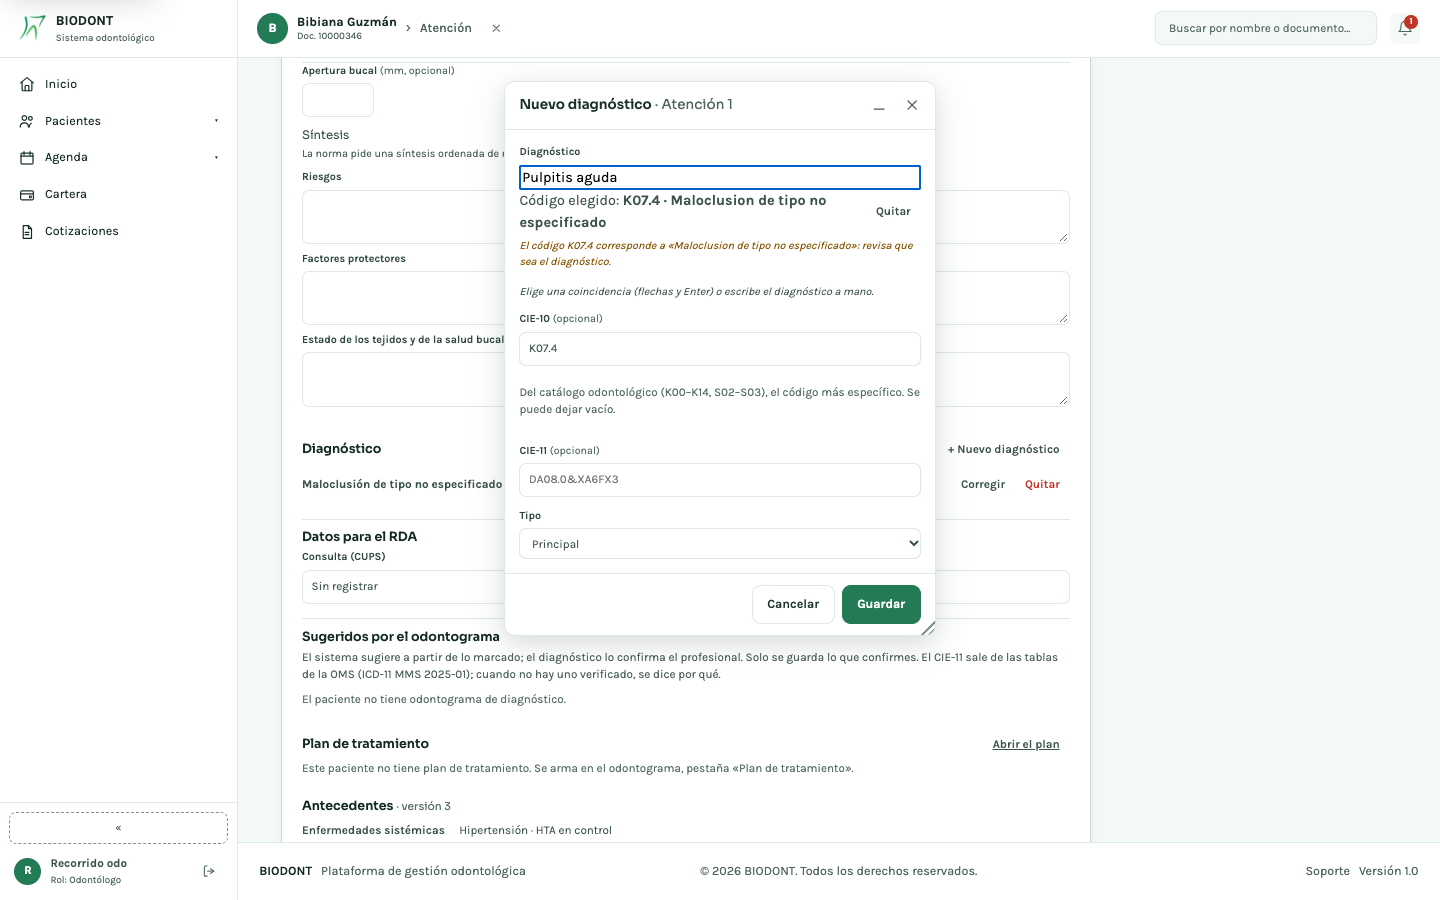 BIODONT
Sistema odontológico
Inicio
Pacientes
Agenda
Cartera
Cotizaciones
«
R
Recorrido odo
Rol: Odontólogo
B
Bibiana Guzmán
Doc. 10000346
› Atención ×
Buscar por nombre o documento...
1
Apertura bucal (mm, opcional)
Síntesis
La norma pide una síntesis ordenada de
Riesgos
Factores protectores
Estado de los tejidos y de la salud bucal
Diagnóstico
+ Nuevo diagnóstico
Maloclusión de tipo no especificado
Corregir Quitar
Datos para el RDA
Consulta (CUPS)
Sin registrar
Nuevo diagnóstico · Atención 1
Diagnóstico
Pulpitis aguda
Código elegido: K07.4 · Maloclusion de tipo no
especificado
Quitar
El código K07.4 corresponde a «Maloclusion de tipo no especificado»: revisa que
sea el diagnóstico.
Elige una coincidencia (flechas y Enter) o escribe el diagnóstico a mano.
CIE-10 (opcional)
K07.4
Del catálogo odontológico (K00–K14, S02–S03), el código más específico. Se
puede dejar vacío.
CIE-11 (opcional)
DA08.0&XA6FX3
Tipo
Principal
Cancelar Guardar
Sugeridos por el odontograma
El sistema sugiere a partir de lo marcado; el diagnóstico lo confirma el profesional. Solo se guarda lo que confirmes. El CIE-11 sale de las tablas
de la OMS (ICD-11 MMS 2025-01); cuando no hay uno verificado, se dice por qué.
El paciente no tiene odontograma de diagnóstico.
Plan de tratamiento
Abrir el plan
Este paciente no tiene plan de tratamiento. Se arma en el odontograma, pestaña «Plan de tratamiento».
Antecedentes · versión 3
Enfermedades sistémicas Hipertensión · HTA en control
BIODONT Plataforma de gestión odontológica
© 2026 BIODONT. Todos los derechos reservados.
Soporte Versión 1.0